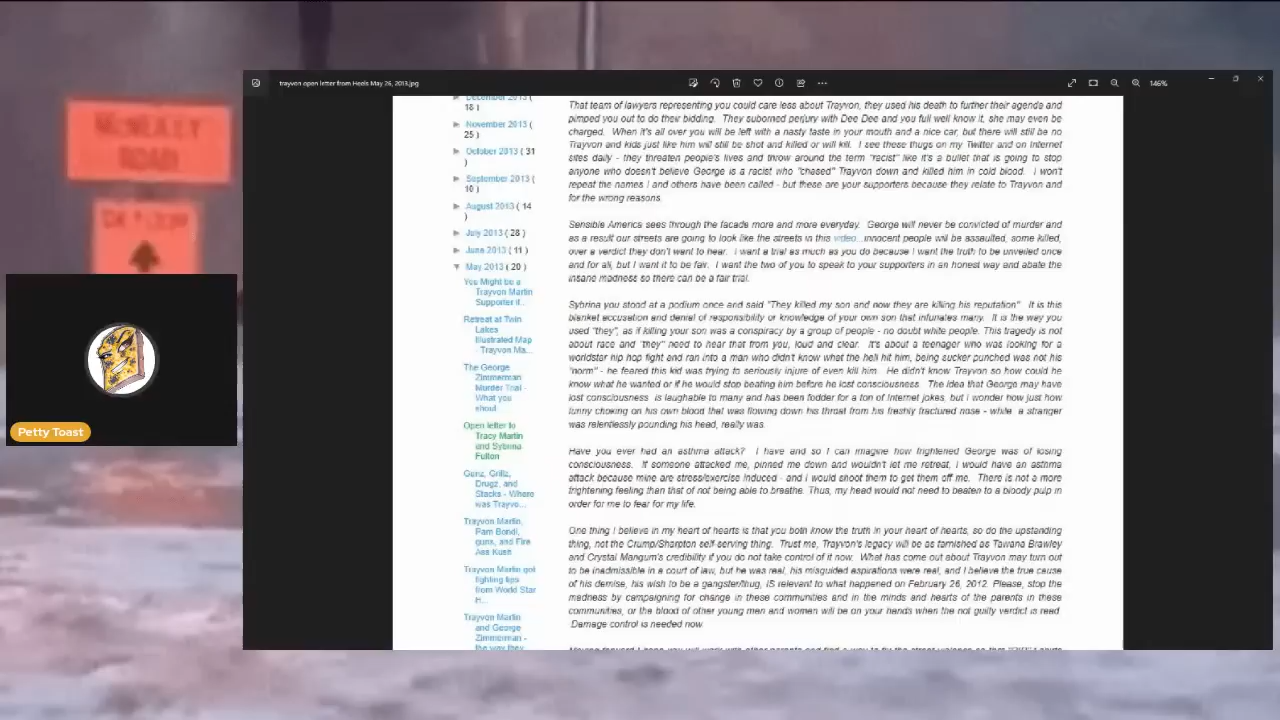 trayvon open letter from Heels May 26, 2013.jpg
146%
December 2013 (
18 )
November 2013 (
25 )
October 2013 ( 31
)
September 2013 (
10 )
August 2013 ( 14
)
July 2013 ( 28 )
June 2013 ( 11 )
May 2013 ( 20 )
You Might be a
Trayvon Martin
Supporter if..
Retreat at Twin
Lakes
Illustrated Map
- Trayvon Ma...
The George
Zimmerman
Murder Trial -
What you
shoul...
Open letter to
Tracy Martin
and Sybrina
Fulton
Gunz, Grillz,
Drugz, and
Stacks - Where
was Trayvo...
Trayvon Martin,
Pam Bondi,
guns, and Fire
Ass Kush
Trayvon Martin got
fighting tips
from World Star
H...
Trayvon Martin
and George
Zimmerman -
the way they
That team of lawyers representing you could care less about Trayvon, they used his death to further their agenda and
pimped you out to do their bidding. They suborned perjury with Dee Dee and you full well know it, she may even be
charged. When it's all over you will be left with a nasty taste in your mouth and a nice car, but there will still be no
Trayvon and kids just like him will still be shot and killed or will kill. I see these thugs on my Twitter and on Internet
sites daily - they threaten people's lives and throw around the term "racist" like it's a bullet that is going to stop
anyone who doesn't believe George is a racist who "chased" Trayvon down and killed him in cold blood. I won't
repeat the names I and others have been called - but these are your supporters because they relate to Trayvon and
for the wrong reasons.
Sensible America sees through the facade more and more everyday. George will never be convicted of murder and
as a result our streets are going to look like the streets in this video...innocent people will be assaulted, some killed,
over a verdict they don't want to hear. I want a trial as much as you do because I want the truth to be unveiled once
and for all, but I want it to be fair. I want the two of you to speak to your supporters in an honest way and abate the
insane madness so there can be a fair trial.
Sybrina you stood at a podium once and said "They killed my son and now they are killing his reputation" It is this
blanket accusation and denial of responsibility or knowledge of your own son that infuriates many. It is the way you
used "they", as if killing your son was a conspiracy by a group of people - no doubt white people. This tragedy is not
about race and "they" need to hear that from you, loud and clear. It's about a teenager who was looking for a
worldstar hip hop fight and ran into a man who didn't know what the hell hit him, being sucker punched was not his
"norm" - he feared this kid was trying to seriously injure of even kill him. He didn't know Trayvon so how could he
know what he wanted or if he would stop beating him before he lost consciousness. The idea that George may have
lost consciousness is laughable to many and has been fodder for a ton of Internet jokes, but I wonder how just how
funny choking on his own blood that was flowing down his throat from his freshly fractured nose - while a stranger
was relentlessly pounding his head, really was.
Have you ever had an asthma attack? I have and so I can imagine how frightened George was of losing
consciousness. If someone attacked me, pinned me down and wouldn't let me retreat, I would have an asthma
attack because mine are stress/exercise induced - and I would shoot them to get them off me. There is not a more
frightening feeling than that of not being able to breathe. Thus, my head would not need to beaten to a bloody pulp in
order for me to fear for my life.
One thing I believe in my heart of hearts is that you both know the truth in your heart of hearts, so do the upstanding
thing, not the Crump/Sharpton self serving thing. Trust me, Trayvon's legacy will be as tarnished as Tawana Brawley
and Crystal Mangum's credibility if you do not take control of it now. What has come out about Trayvon may turn out
to be inadmissible in a court of law, but he was real, his misguided aspirations were real, and I believe the true cause
of his demise, his wish to be a gangster/thug, IS relevant to what happened on February 26, 2012. Please, stop the
madness by campaigning for change in these communities and in the minds and hearts of the parents in these
communities, or the blood of other young men and women will be on your hands when the not guilty verdict is read.
Damage control is needed now.
ROAD
Petty Toast